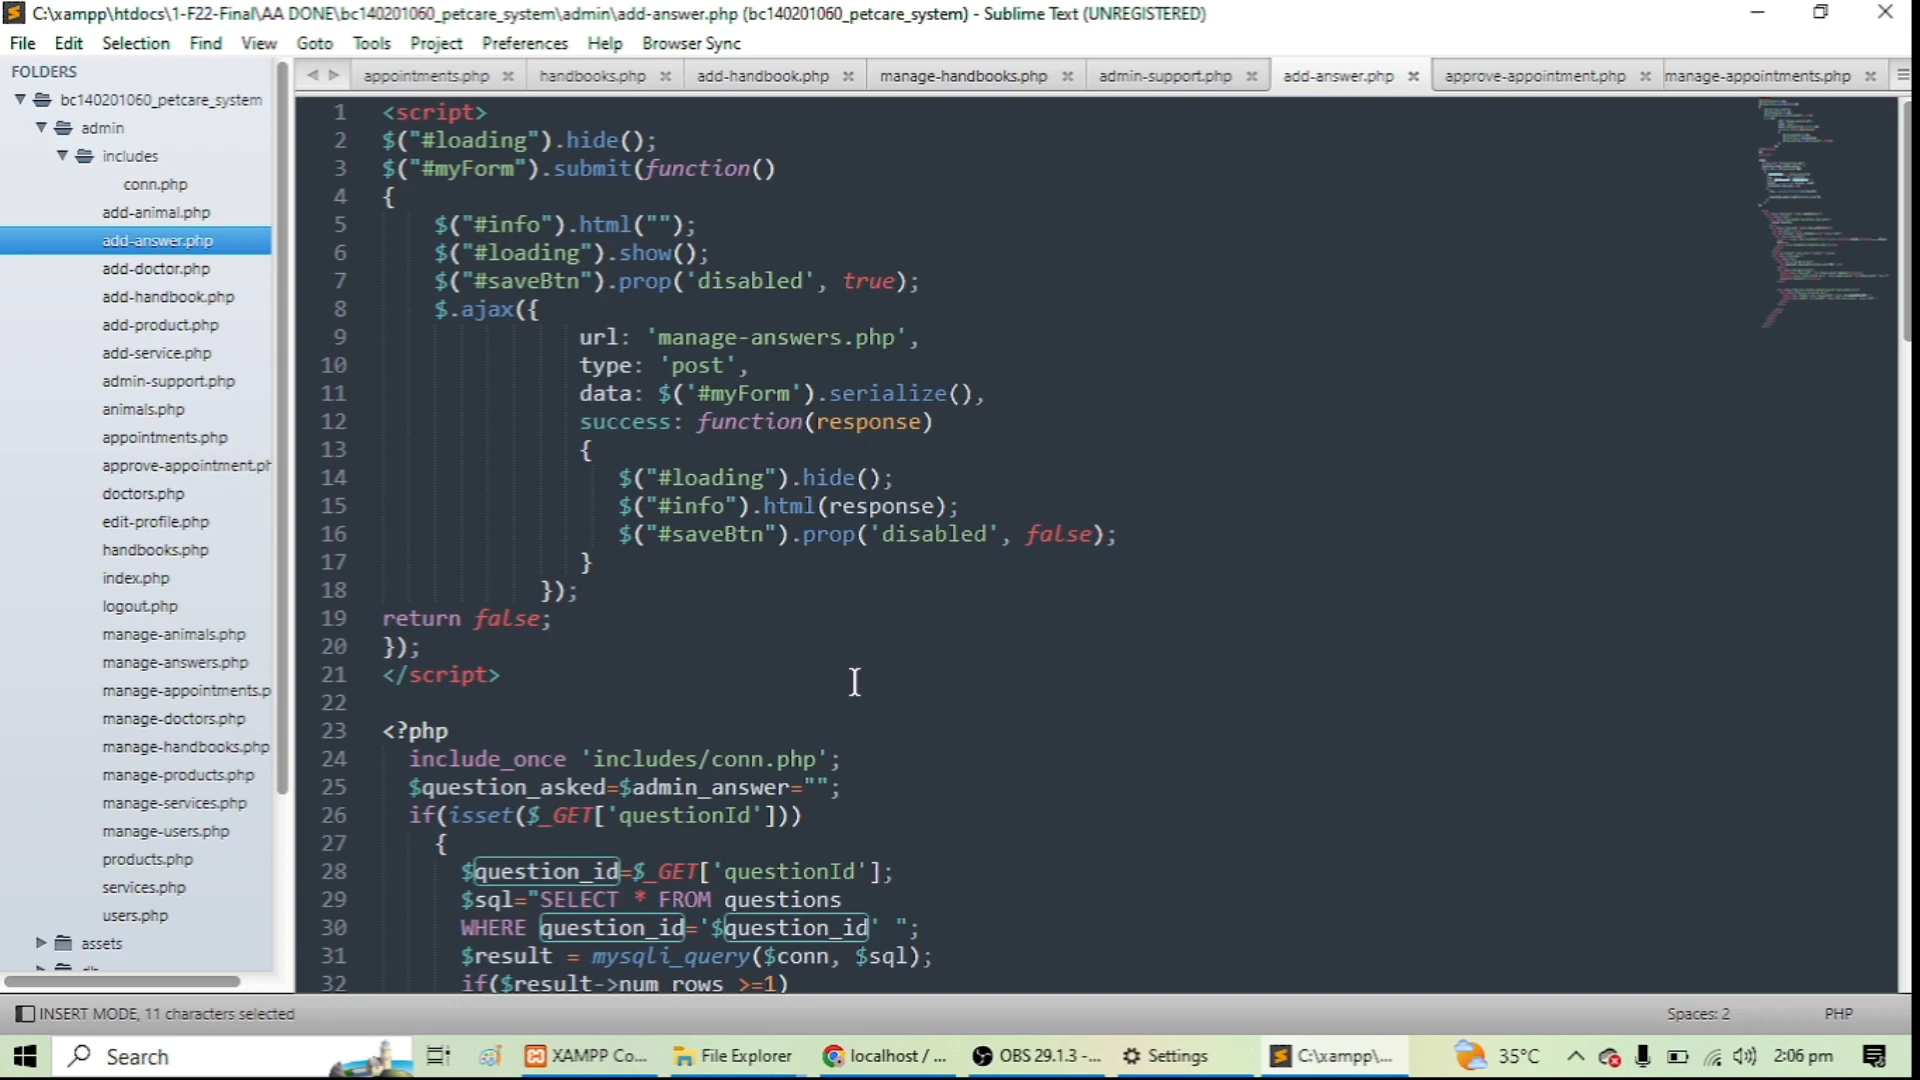 C:\xampp\htdocs\1-F22-Final\AA DONE\bc140201060_petcare_system\admin\add-answer.php (bc140201060_petcare_system) - Sublime Text (UNREGISTERED)
File Edit Selection Find View Goto Tools Project Preferences Help Browser Sync
FOLDERS
bc140201060_petcare_system
admin
includes
conn.php
add-animal.php
add-answer.php
add-doctor.php
add-handbook.php
add-product.php
add-service.php
admin-support.php
animals.php
appointments.php
approve-appointment.ph
doctors.php
edit-profile.php
handbooks.php
index.php
logout.php
manage-animals.php
manage-answers.php
manage-appointments.p
manage-doctors.php
manage-handbooks.php
manage-products.php
manage-services.php
manage-users.php
products.php
services.php
users.php
assets
appointments.php handbooks.php add-handbook.php manage-handbooks.php admin-support.php add-answer.php approve-appointment.php manage-appointments.php
1 <script>
2 $("#loading").hide();
3 $("#myForm").submit(function()
4 {
5 $("#info").html("");
6 $("#loading").show();
7 $("#saveBtn").prop('disabled', true);
8 $.ajax({
9 url: 'manage-answers.php',
10 type: 'post',
11 data: $('#myForm').serialize(),
12 success: function(response)
13 {
14 $("#loading").hide();
15 $("#info").html(response);
16 $("#saveBtn").prop('disabled', false);
17 }
18 });
19 return false;
20 });
21 </script>
22
23 <?php
24 include_once 'includes/conn.php';
25 $question_asked=$admin_answer="";
26 if(isset($_GET['questionId']))
27 {
28 $question_id=$_GET['questionId'];
29 $sql="SELECT * FROM questions
30 WHERE question_id='$question_id' ";
31 $result = mysqli_query($conn, $sql);
32 if($result->num_rows >=1)
INSERT MODE, 11 characters selected
Spaces: 2 PHP
Search
XAMPP Co...
File Explorer
localhost / ...
OBS 29.1.3 -...
Settings
C:\xampp\...
35°C
2:06 pm